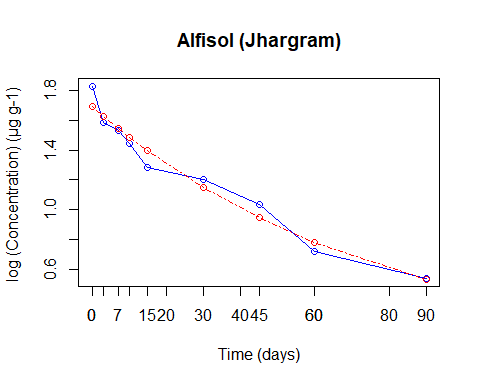 Alfisol (Jhargram)
log (Concentration) (µg g-1)
1.8
1.4
1.0
0.6
0 7 1520 30 4045 60 80 90
Time (days)